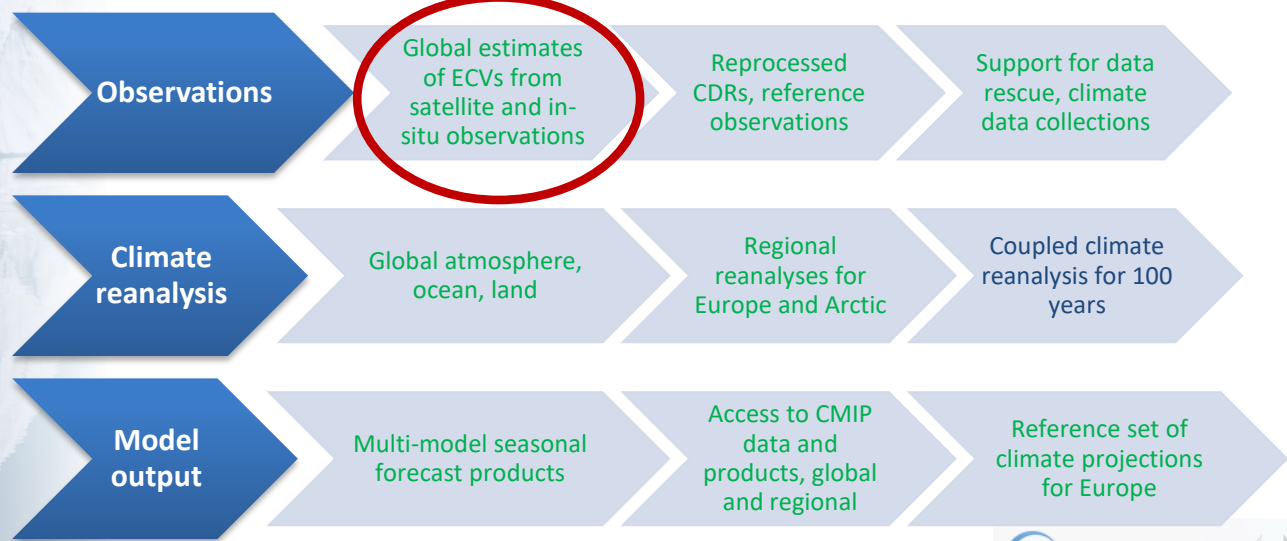 Observations
Global estimates
of ECVs from
satellite and in-
situ observations
Reprocessed
CDRs, reference
observations
Support for data
rescue, climate
data collections
Climate
reanalysis
Global atmosphere,
ocean, land
Regional
reanalyses for
Europe and Arctic
Coupled climate
reanalysis for 100
years
Model
output
Multi-model seasonal
forecast products
Access to CMIP
data and
products, global
and regional
Reference set of
climate projections
for Europe